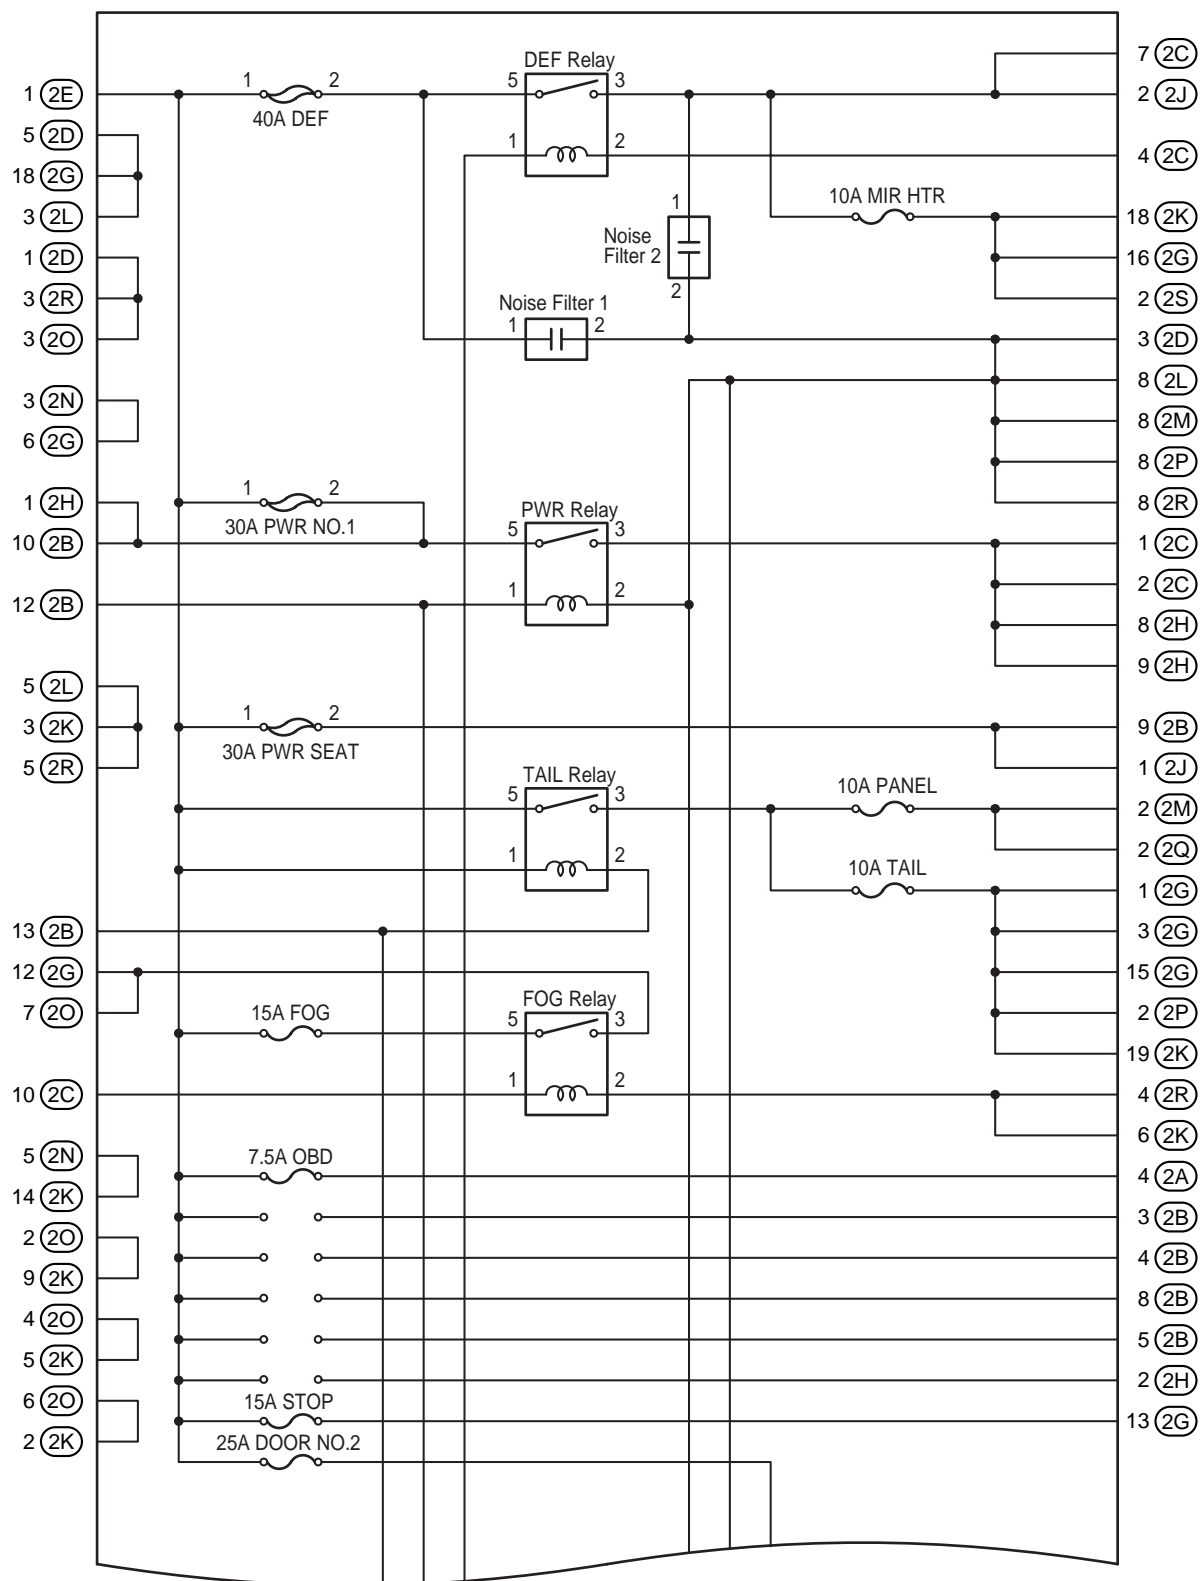 DEF Relay
7 2C
1 2E
1 2
40A DEF
5 3
2 2J
5 2D
1 2
4 2C
18 2G
10A MIR HTR
3 2L
1
18 2K
Noise
Filter 2
1 2D
16 2G
3 2R
2
2 2S
Noise Filter 1
3 2O
1 2
3 2D
8 2L
3 2N
8 2M
6 2G
8 2P
1 2H
1 2
30A PWR NO.1
8 2R
PWR Relay
10 2B
5 3
1 2C
2 2C
12 2B
1 2
8 2H
9 2H
5 2L
3 2K
1 2
30A PWR SEAT
9 2B
5 2R
1 2J
TAIL Relay
5 3
10A PANEL
2 2M
1 2
2 2Q
10A TAIL
1 2G
13 2B
3 2G
12 2G
15 2G
7 2O
15A FOG
FOG Relay
5 3
2 2P
19 2K
10 2C
1 2
4 2R
6 2K
5 2N
7.5A OBD
4 2A
14 2K
3 2B
2 2O
4 2B
9 2K
8 2B
4 2O
5 2B
5 2K
2 2H
6 2O
15A STOP
13 2G
2 2K
25A DOOR NO.2